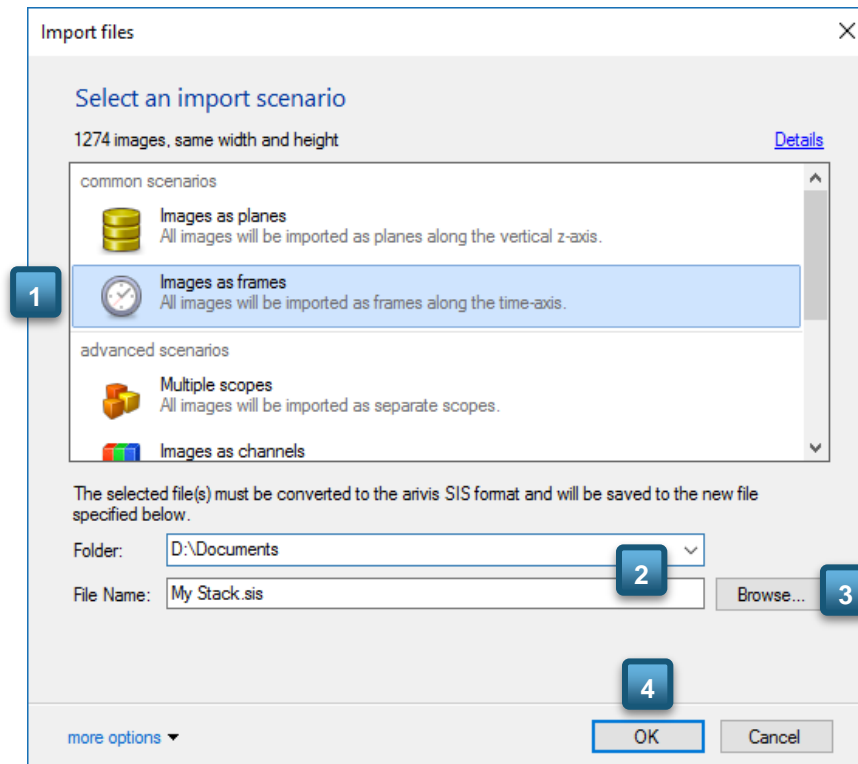 Import files
Select an import scenario
1274 images, same width and height
Details
common scenarios
Images as planes
All images will be imported as planes along the vertical z-axis.
1
Images as frames
All images will be imported as frames along the time-axis.
advanced scenarios
Multiple scopes
All images will be imported as separate scopes.
Images as channels
The selected file(s) must be converted to the arivis SIS format and will be saved to the new file
specified below.
Folder: D:\Documents
2
File Name: My Stack.sis
Browse...
3
4
more options
OK
Cancel